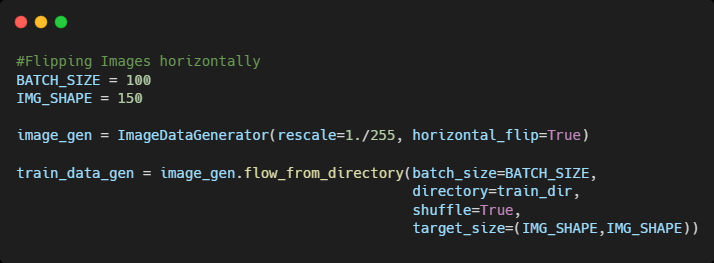 #Flipping Images horizontally
BATCH_SIZE = 100
IMG_SHAPE = 150
image_gen = ImageDataGenerator(rescale=1./255, horizontal_flip=True)
train_data_gen = image_gen.flow_from_directory(batch_size=BATCH_SIZE,
directory=train_dir,
shuffle=True,
target_size=(IMG_SHAPE,IMG_SHAPE))